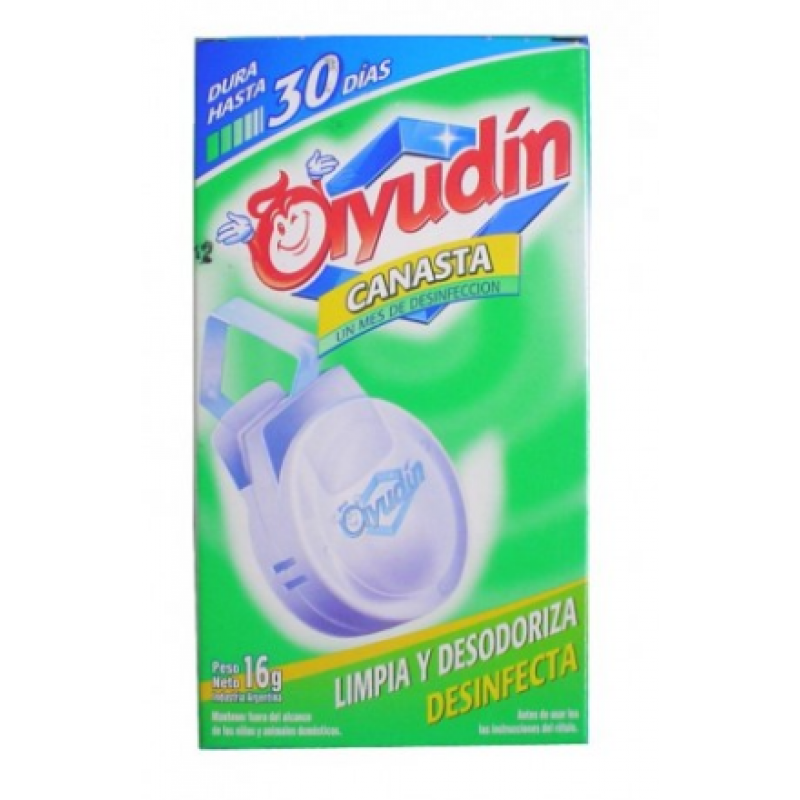 DURA
HASTA
30 DÍAS
Ayudín
CANASTA
UN MES DE DESINFECCION
Ayudín
LIMPIA Y DESODORIZA
DESINFECTA
Peso
Neto 16g
Industria Argentina
Mantener fuera del alcance
de los niños y animales domésticos.
Antes de usar lea
las instrucciones del rótulo.